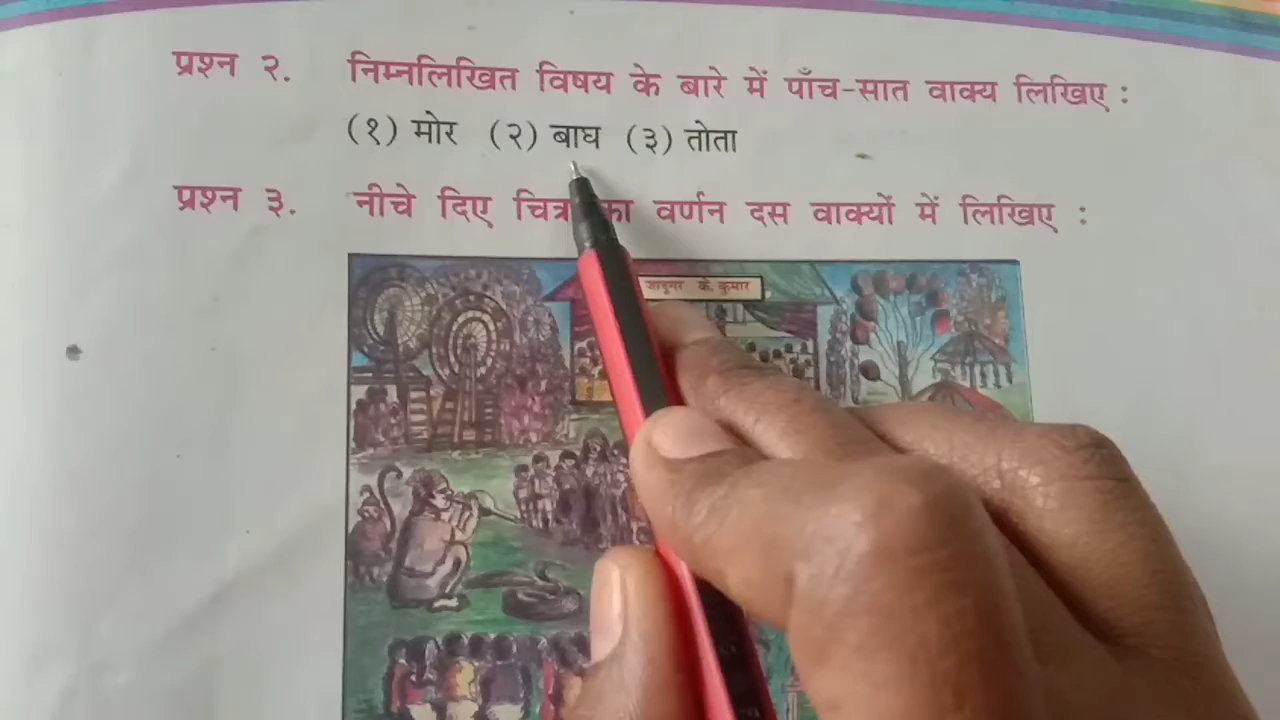 प्रश्न २. निम्नलिखित विषय के बारे में पाँच-सात वाक्य लिखिए :
(१) मोर (२) बाघ (३) तोता
प्रश्न ३. नीचे दिए चित्र का वर्णन दस वाक्यों में लिखिए :
जादूगर के. कुमार